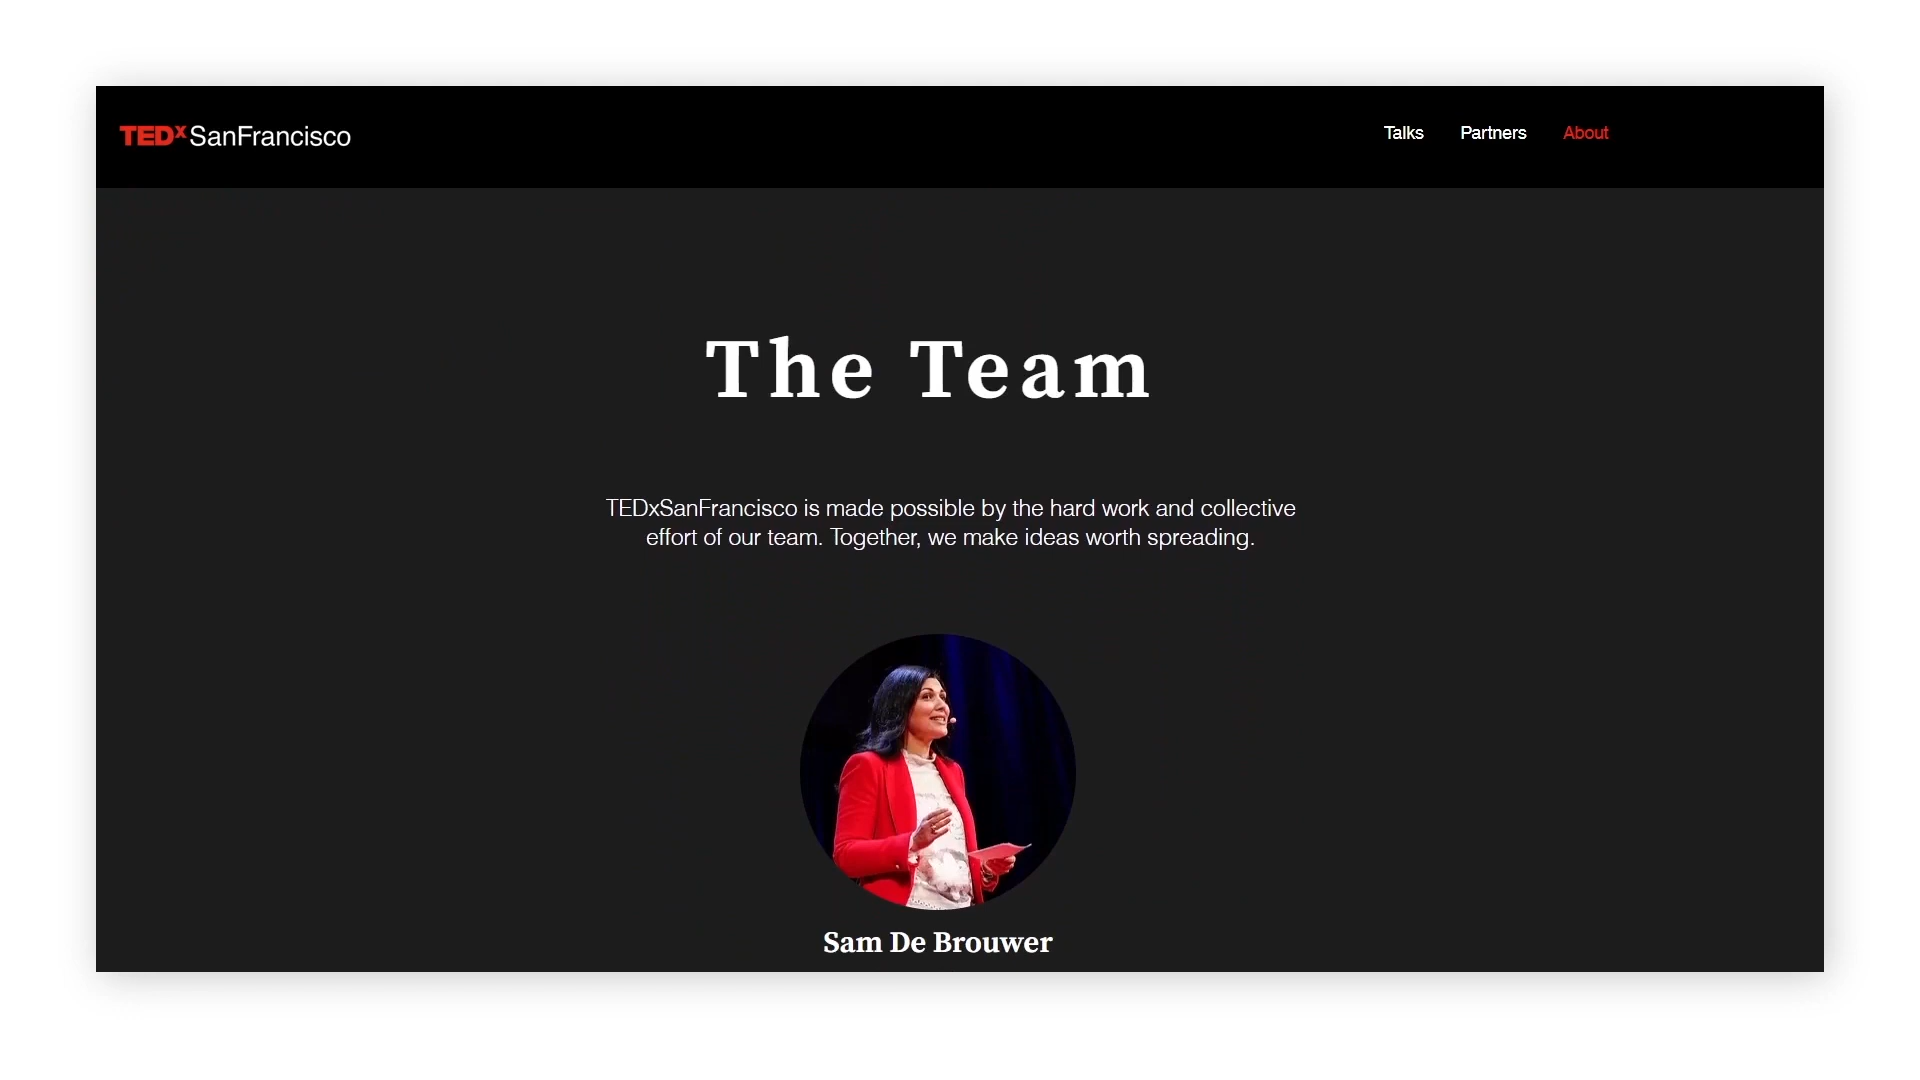 TEDxSanFrancisco
Talks
Partners
About
The Team
TEDxSanFrancisco is made possible by the hard work and collective
effort of our team. Together, we make ideas worth spreading.
Sam De Brouwer